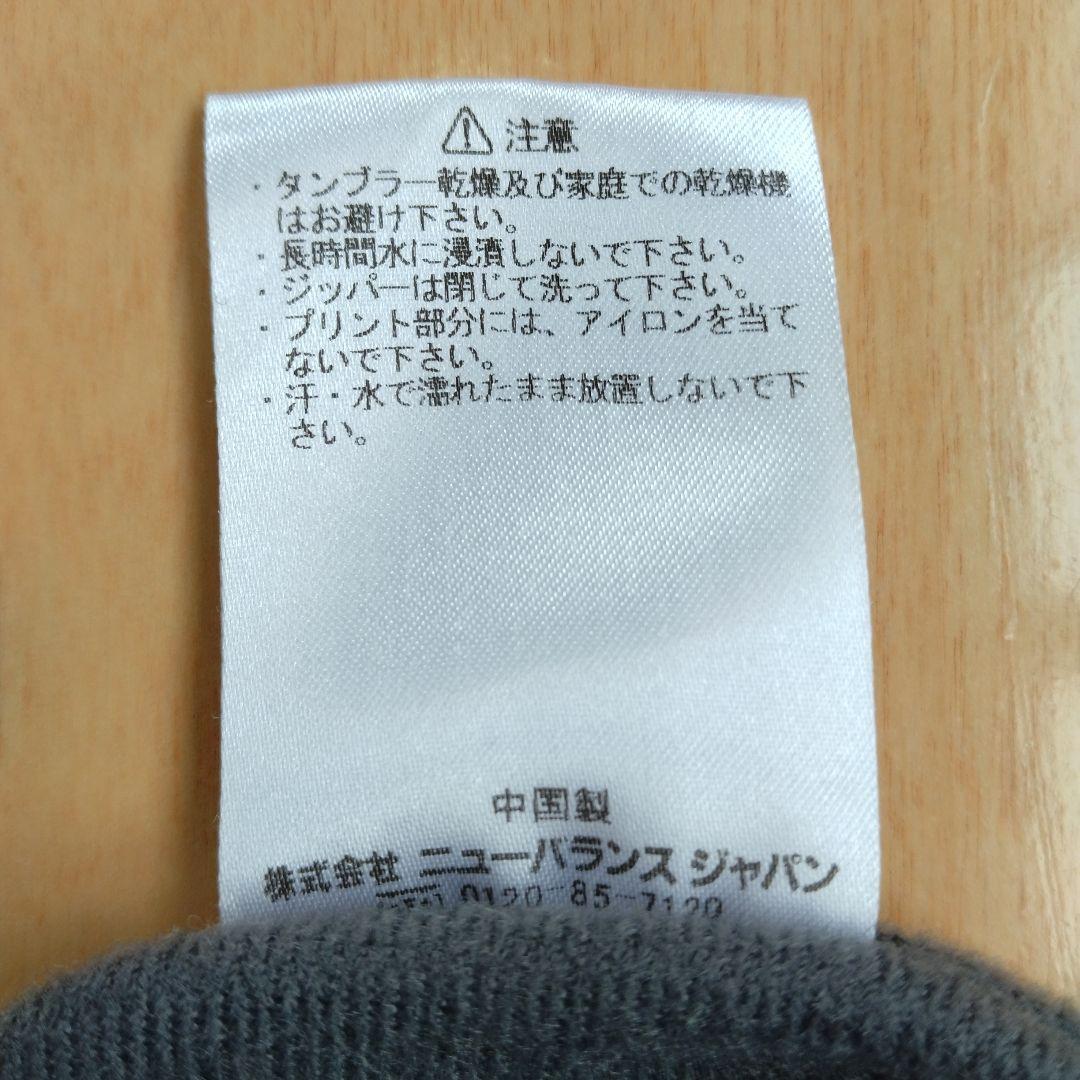 ⚠ 注意
・タンブラー乾燥及び家庭での乾燥機
はお避け下さい。
・長時間水に浸漬しないで下さい。
・ジッパーは閉じて洗って下さい。
・プリント部分には、アイロンを当て
ないで下さい。
・汗・水で濡れたまま放置しないで下
さい。
中国製
株式会社 ニューバランス ジャパン
0120-85-7120